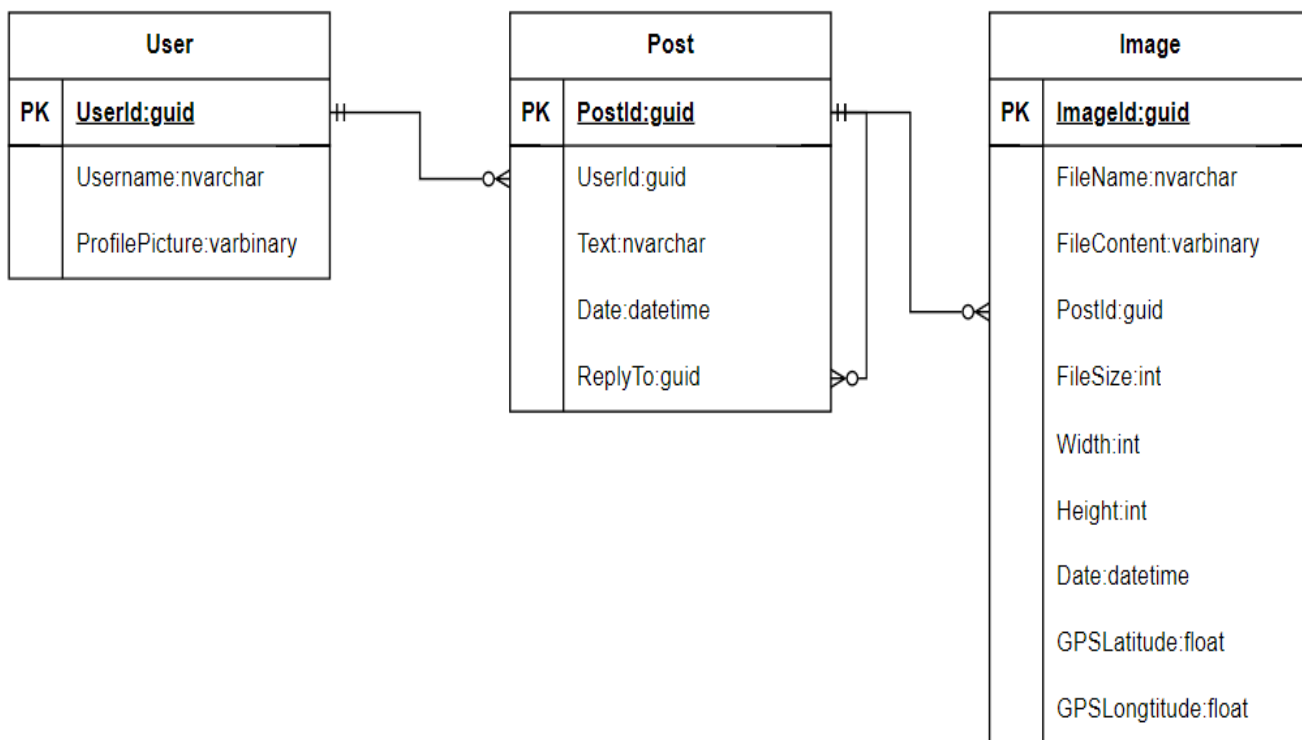 User
PK UserId:guid
Username:nvarchar
ProfilePicture:varbinary
Post
PK PostId:guid
UserId:guid
Text:nvarchar
Date:datetime
ReplyTo:guid
Image
PK ImageId:guid
FileName:nvarchar
FileContent:varbinary
PostId:guid
FileSize:int
Width:int
Height:int
Date:datetime
GPSLatitude:float
GPSLongtitude:float